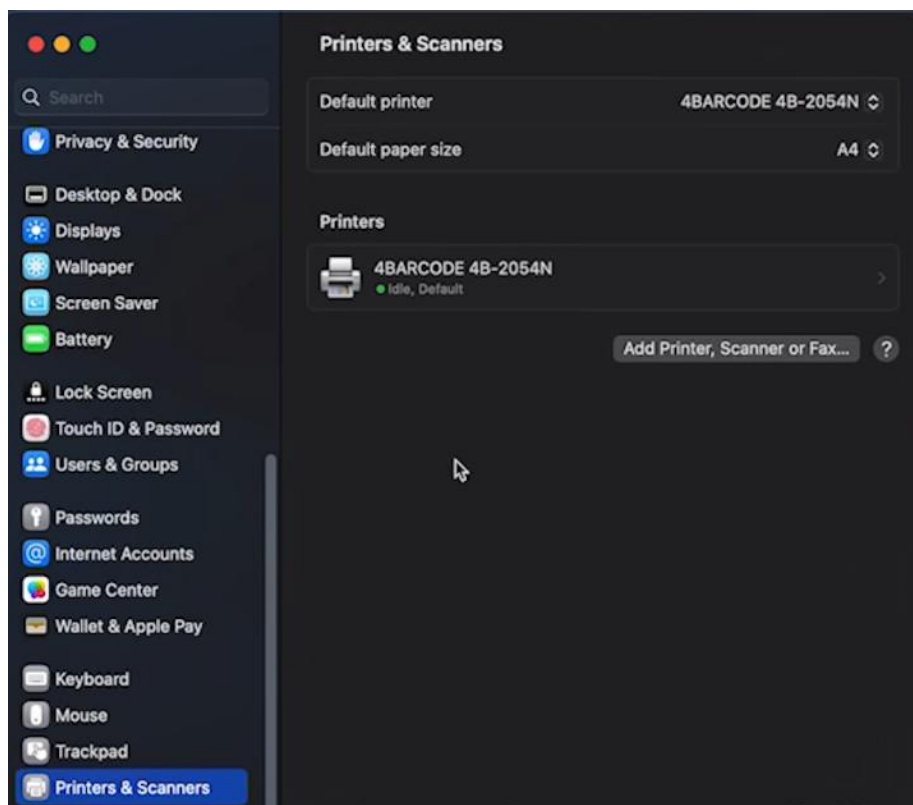 Search
Privacy & Security
Desktop & Dock
Displays
Wallpaper
Screen Saver
Battery
Lock Screen
Touch ID & Password
Users & Groups
Passwords
Internet Accounts
Game Center
Wallet & Apple Pay
Keyboard
Mouse
Trackpad
Printers & Scanners
Printers & Scanners
Default printer 4BARCODE 4B-2054N
Default paper size A4
Printers
4BARCODE 4B-2054N
Idle, Default
Add Printer, Scanner or Fax... ?